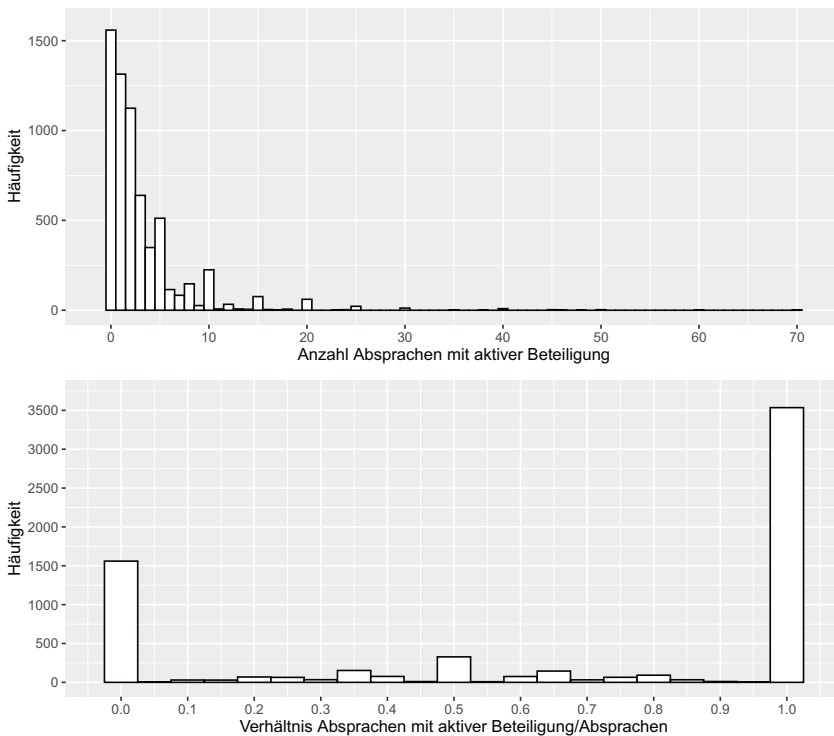 Häufigkeit
1500
1000
500
0
0 10 20 30 40 50 60 70
Anzahl Absprachen mit aktiver Beteiligung
Häufigkeit
3500
3000
2500
2000
1500
1000
500
0
0.0 0.1 0.2 0.3 0.4 0.5 0.6 0.7 0.8 0.9 1.0
Verhältnis Absprachen mit aktiver Beteiligung/Absprachen